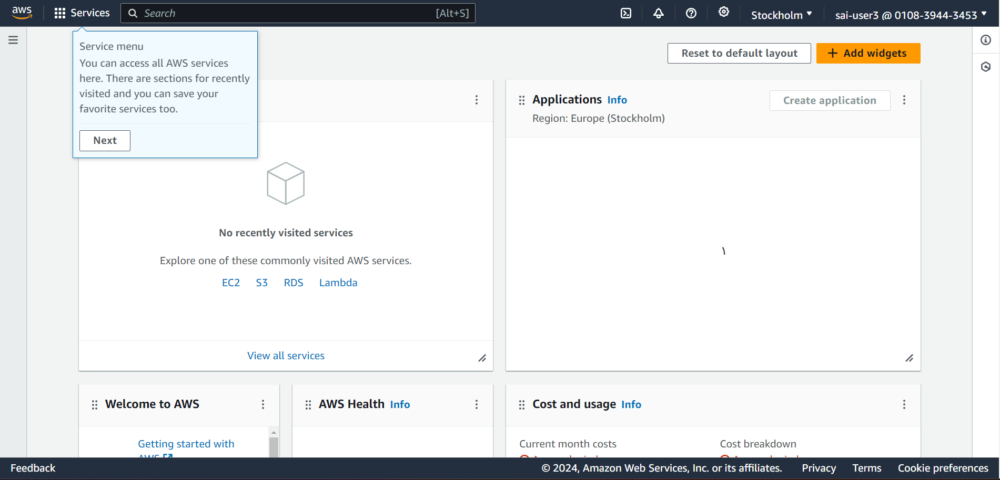 aws
Services
Search
[Alt+S]
Stockholm
sai-user3 @ 0108-3944-3453
Service menu
You can access all AWS services
here. There are sections for recently
visited and you can save your
favorite services too.
Next
Reset to default layout
+ Add widgets
Applications Info
Region: Europe (Stockholm)
Create application
No recently visited services
Explore one of these commonly visited AWS services.
EC2 S3 RDS Lambda
View all services
Welcome to AWS
Getting started with
AWS
AWS Health Info
Cost and usage Info
Current month costs
Cost breakdown
Feedback
© 2024, Amazon Web Services, Inc. or its affiliates.
Privacy
Terms
Cookie preferences